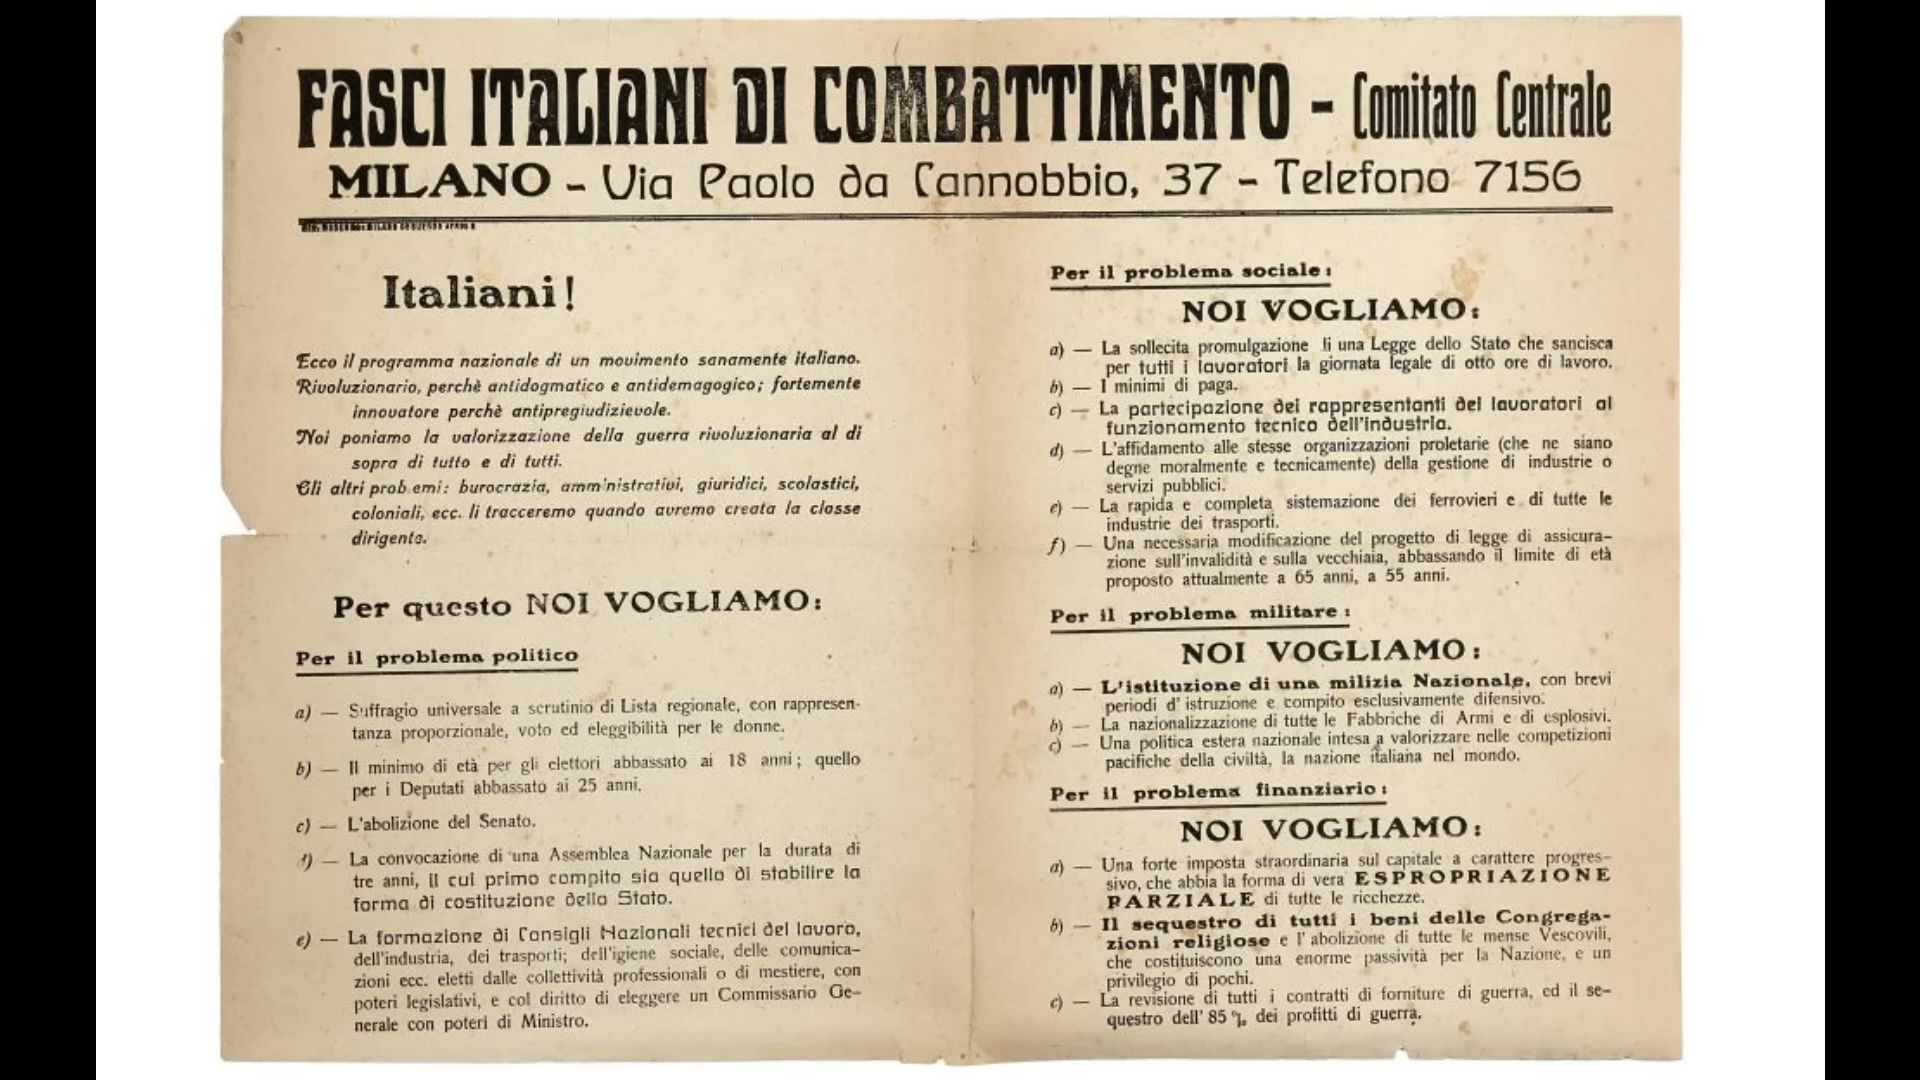 FASCI ITALIANI DI COMBATTIMENTO - Comitato Centrale
MILANO - Via Paolo da Cannobbio, 37 - Telefono 7156
Italiani!
Ecco il programma nazionale di un movimento sanamente italiano.
Rivoluzionario, perchè antidogmatico e antidemagogico; fortemente
innovatore perchè antipregiudizievole.
Noi poniamo la valorizzazione della guerra rivoluzionaria al di
sopra di tutto e di tutti.
Gli altri prob emi: burocrazia, amministrativi, giuridici, scolastici,
coloniali, ecc. li tracceremo quando avremo creata la classe
dirigente.
Per questo NOI VOGLIAMO:
Per il problema politico
a) — Suffragio universale a scrutinio di Lista regionale, con rappresen-
tanza proporzionale, voto ed eleggibilità per le donne.
b) — Il minimo di età per gli elettori abbassato ai 18 anni; quello
per i Deputati abbassato ai 25 anni.
c) — L'abolizione del Senato.
— La convocazione di una Assemblea Nazionale per la durata di
tre anni, il cui primo compito sia quello di stabilire la
forma di costituzione dello Stato.
e) — La formazione di Consigli Nazionali tecnici del lavoro,
dell'industria, dei trasporti; dell'igiene sociale, delle comunica-
zioni ecc. eletti dalle collettività professionali o di mestiere, con
poteri legislativi, e col diritto di eleggere un Commissario Ge-
nerale con poteri di Ministro.
Per il problema sociale:
NOI VOGLIAMO:
a) — La sollecita promulgazione li una Legge dello Stato che sancisca
per tutti i lavoratori la giornata legale di otto ore di lavoro.
b) — I minimi di paga.
c) — La partecipazione dei rappresentanti dei lavoratori al
funzionamento tecnico dell'industria.
d) — L'affidamento alle stesse organizzazioni proletarie (che ne siano
degne moralmente e tecnicamente) della gestione di industrie o
servizi pubblici.
e) — La rapida e completa sistemazione dei ferrovieri e di tutte le
industrie dei trasporti.
f) — Una necessaria modificazione del progetto di legge di assicura-
zione sull'invalidità e sulla vecchiaia, abbassando il limite di età
proposto attualmente a 65 anni, a 55 anni.
Per il problema militare:
NOI VOGLIAMO:
a) — L'istituzione di una milizia Nazionale, con brevi
periodi d'istruzione e compito esclusivamente difensivo.
b) — La nazionalizzazione di tutte le Fabbriche di Armi e di esplosivi.
c) — Una politica estera nazionale intesa a valorizzare nelle competizioni
pacifiche della civiltà, la nazione italiana nel mondo.
Per il problema finanziario:
NOI VOGLIAMO:
a) — Una forte imposta straordinaria sul capitale a carattere progres-
sivo, che abbia la forma di vera ESPROPRIAZIONE
PARZIALE di tutte le ricchezze.
b) — Il sequestro di tutti i beni delle Congrega-
zioni religiose e l'abolizione di tutte le mense Vescovili,
che costituiscono una enorme passività per la Nazione, e un
privilegio di pochi.
c) — La revisione di tutti i contratti di forniture di guerra, ed il se-
questro dell' 85 % dei profitti di guerra.